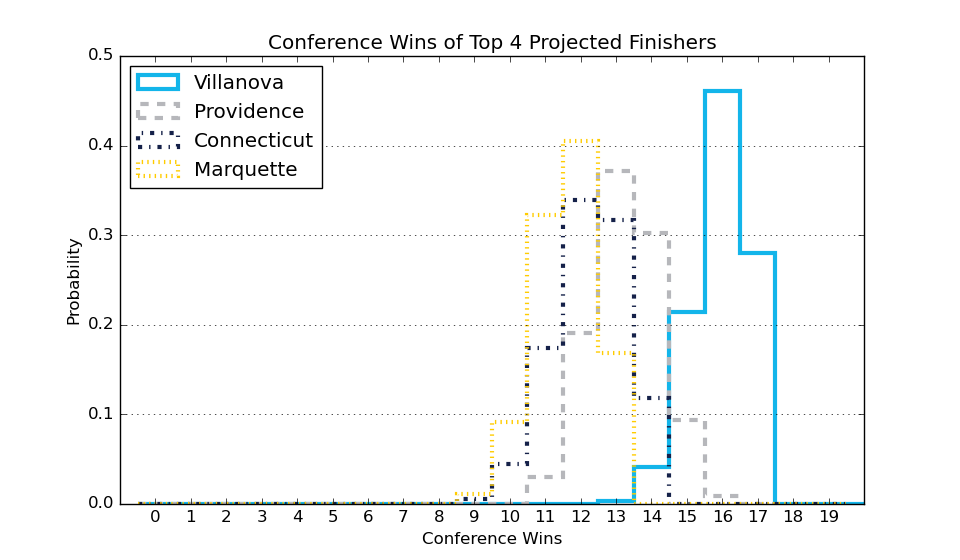 Conference Wins of Top 4 Projected Finishers
Villanova
Providence
Connecticut
Marquette
0.5
0.4
0.3
0.2
0.1
0.0
Probability
0 1 2 3 4 5 6 7 8 9 10 11 12 13 14 15 16 17 18 19
Conference Wins